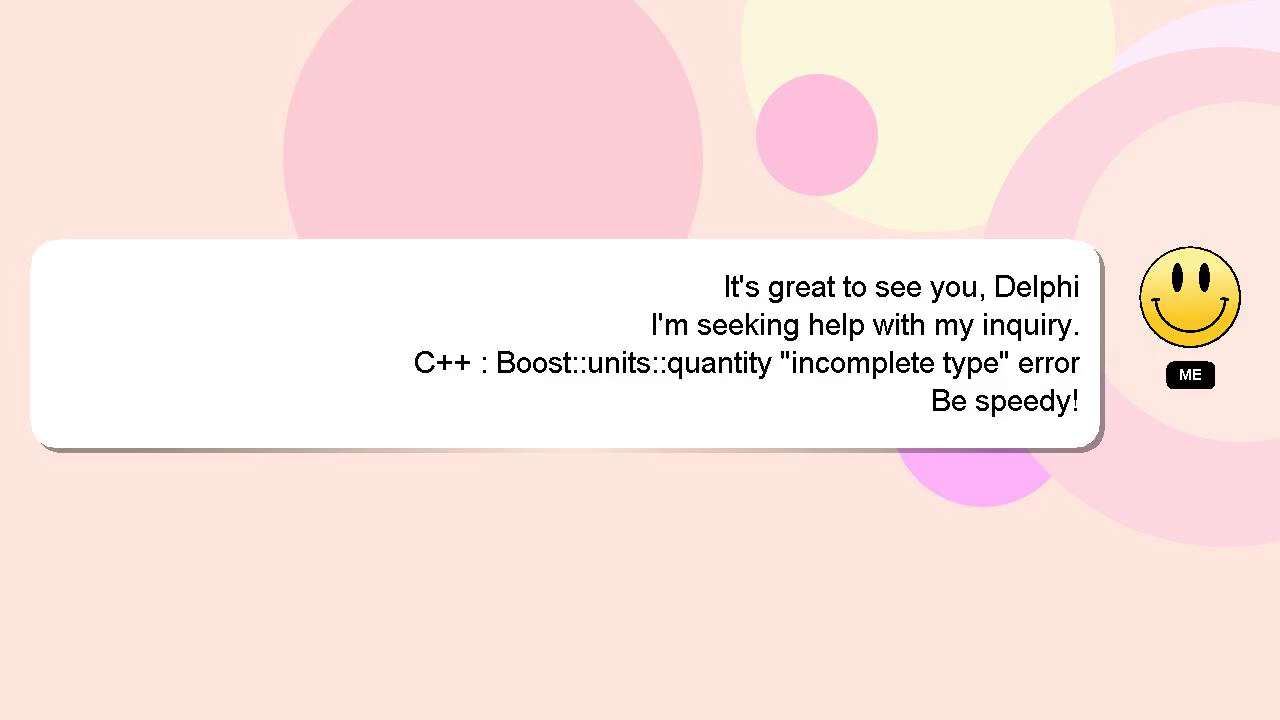 It's great to see you, Delphi
I'm seeking help with my inquiry.
C++ : Boost::units::quantity "incomplete type" error
Be speedy!
ME